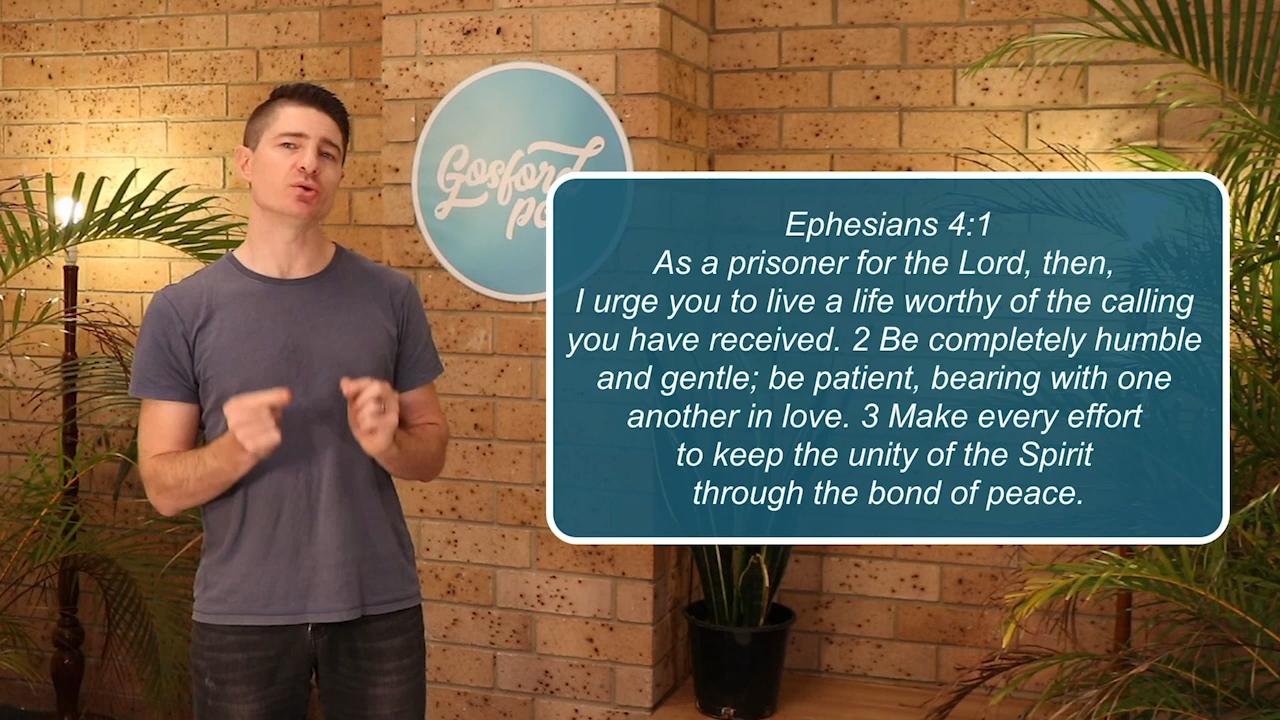 Gosford
Ephesians 4:1
As a prisoner for the Lord, then,
I urge you to live a life worthy of the calling
you have received. 2 Be completely humble
and gentle; be patient, bearing with one
another in love. 3 Make every effort
to keep the unity of the Spirit
through the bond of peace.